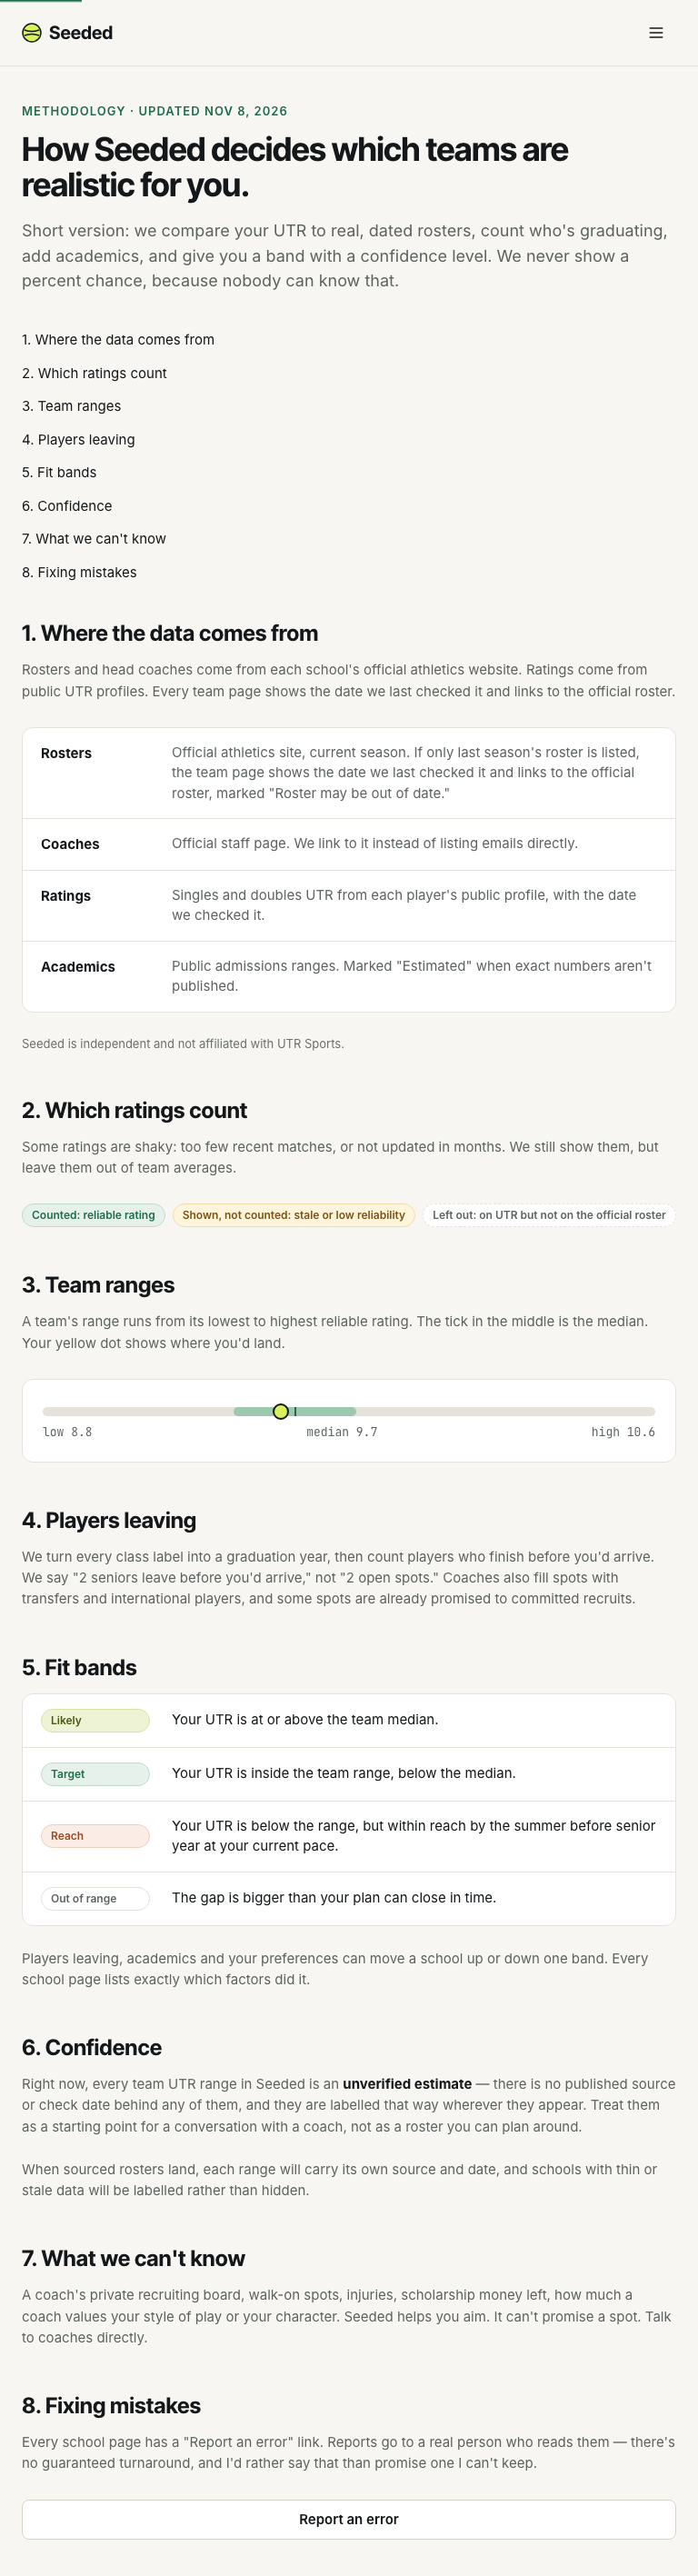 Seeded
METHODOLOGY · UPDATED NOV 8, 2026
How Seeded decides which teams are
realistic for you.
Short version: we compare your UTR to real, dated rosters, count who's graduating,
add academics, and give you a band with a confidence level. We never show a
percent chance, because nobody can know that.
1. Where the data comes from
2. Which ratings count
3. Team ranges
4. Players leaving
5. Fit bands
6. Confidence
7. What we can't know
8. Fixing mistakes
1. Where the data comes from
Rosters and head coaches come from each school's official athletics website. Ratings come from
public UTR profiles. Every team page shows the date we last checked it and links to the official roster.
Rosters
Official athletics site, current season. If only last season's roster is listed,
the team page shows the date we last checked it and links to the official
roster, marked "Roster may be out of date."
Coaches
Official staff page. We link to it instead of listing emails directly.
Ratings
Singles and doubles UTR from each player's public profile, with the date
we checked it.
Academics
Public admissions ranges. Marked "Estimated" when exact numbers aren't
published.
Seeded is independent and not affiliated with UTR Sports.
2. Which ratings count
Some ratings are shaky: too few recent matches, or not updated in months. We still show them, but
leave them out of team averages.
Counted: reliable rating
Shown, not counted: stale or low reliability
Left out: on UTR but not on the official roster
3. Team ranges
A team's range runs from its lowest to highest reliable rating. The tick in the middle is the median.
Your yellow dot shows where you'd land.
low 8.8
median 9.7
high 10.6
4. Players leaving
We turn every class label into a graduation year, then count players who finish before you'd arrive.
We say "2 seniors leave before you'd arrive," not "2 open spots." Coaches also fill spots with
transfers and international players, and some spots are already promised to committed recruits.
5. Fit bands
Likely
Your UTR is at or above the team median.
Target
Your UTR is inside the team range, below the median.
Reach
Your UTR is below the range, but within reach by the summer before senior
year at your current pace.
Out of range
The gap is bigger than your plan can close in time.
Players leaving, academics and your preferences can move a school up or down one band. Every
school page lists exactly which factors did it.
6. Confidence
Right now, every team UTR range in Seeded is an unverified estimate — there is no published source
or check date behind any of them, and they are labelled that way wherever they appear. Treat them
as a starting point for a conversation with a coach, not as a roster you can plan around.
When sourced rosters land, each range will carry its own source and date, and schools with thin or
stale data will be labelled rather than hidden.
7. What we can't know
A coach's private recruiting board, walk-on spots, injuries, scholarship money left, how much a
coach values your style of play or your character. Seeded helps you aim. It can't promise a spot. Talk
to coaches directly.
8. Fixing mistakes
Every school page has a "Report an error" link. Reports go to a real person who reads them — there's
no guaranteed turnaround, and I'd rather say that than promise one I can't keep.
Report an error